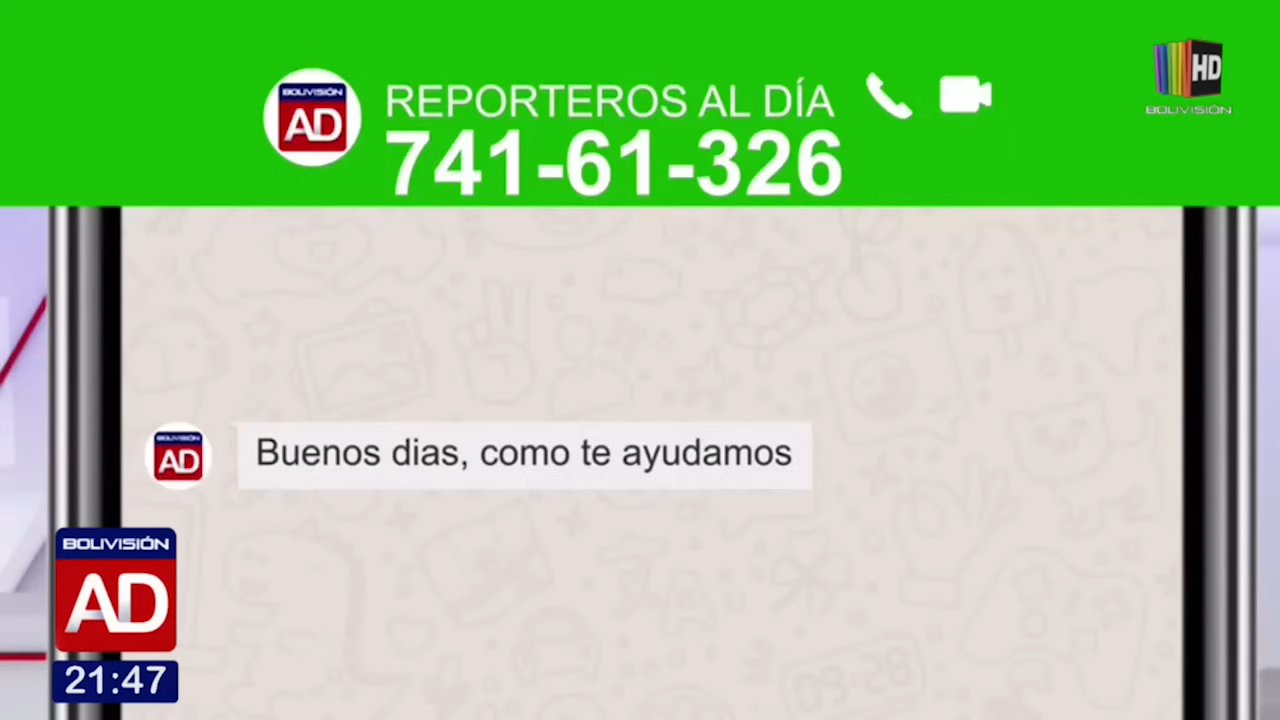 BOLIVISIÓN
AD
REPORTEROS AL DÍA
741-61-326
HD
BOLIVISIÓN
BOLIVISIÓN
AD
Buenos dias, como te ayudamos
BOLIVISIÓN
AD
21:47